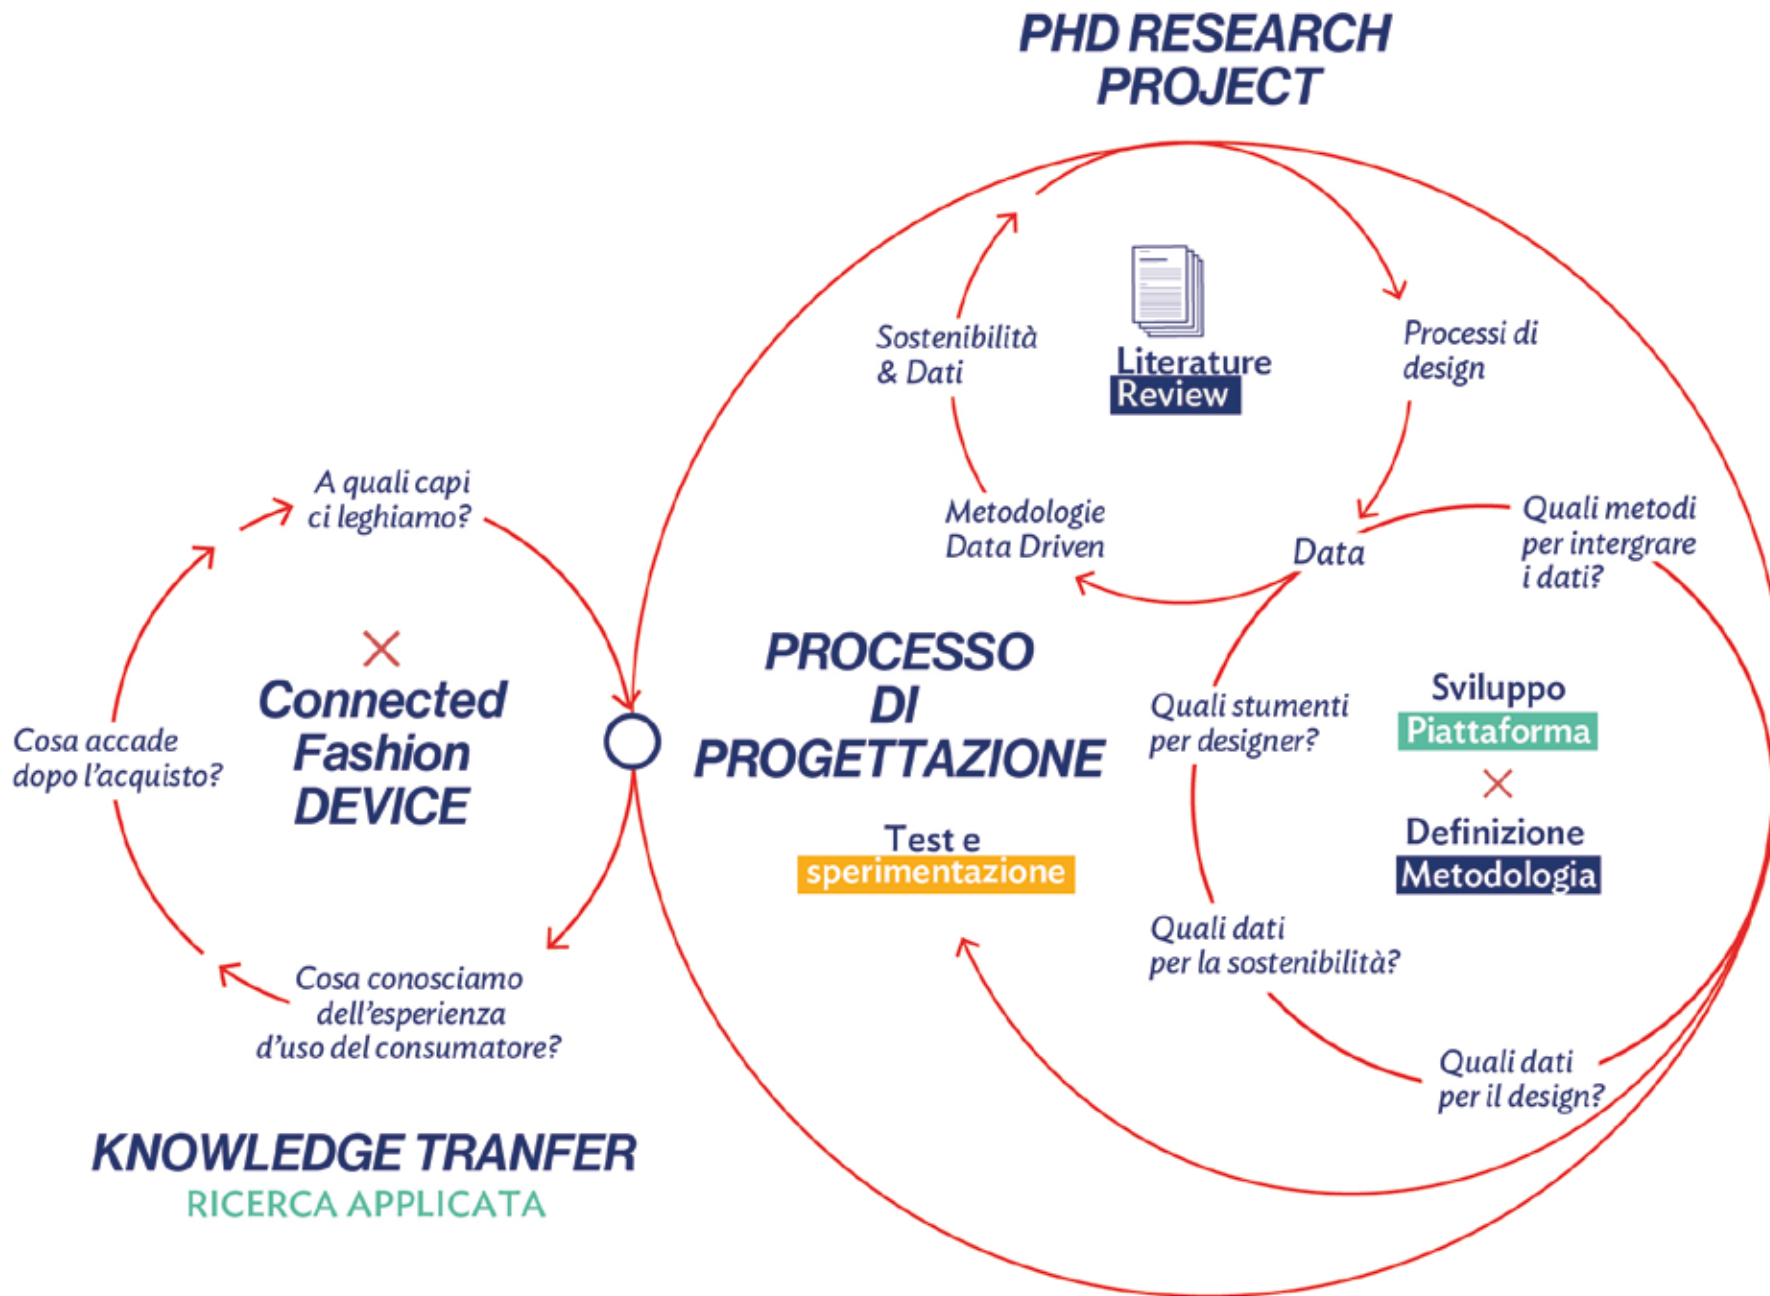 PHD RESEARCH
PROJECT
Literature
Review
Sostenibilità
& Dati
Processi di
design
Metodologie
Data Driven
Data
Quali metodi
per intergrare
i dati?
A quali capi
ci leghiamo?
Connected
Fashion
DEVICE
Cosa accade
dopo l'acquisto?
Cosa conosciamo
dell'esperienza
d'uso del consumatore?
KNOWLEDGE TRANFER
RICERCA APPLICATA
PROCESSO
DI
PROGETTAZIONE
Test e
sperimentazione
Quali stumenti
per designer?
Sviluppo
Piattaforma
Definizione
Metodologia
Quali dati
per la sostenibilità?
Quali dati
per il design?